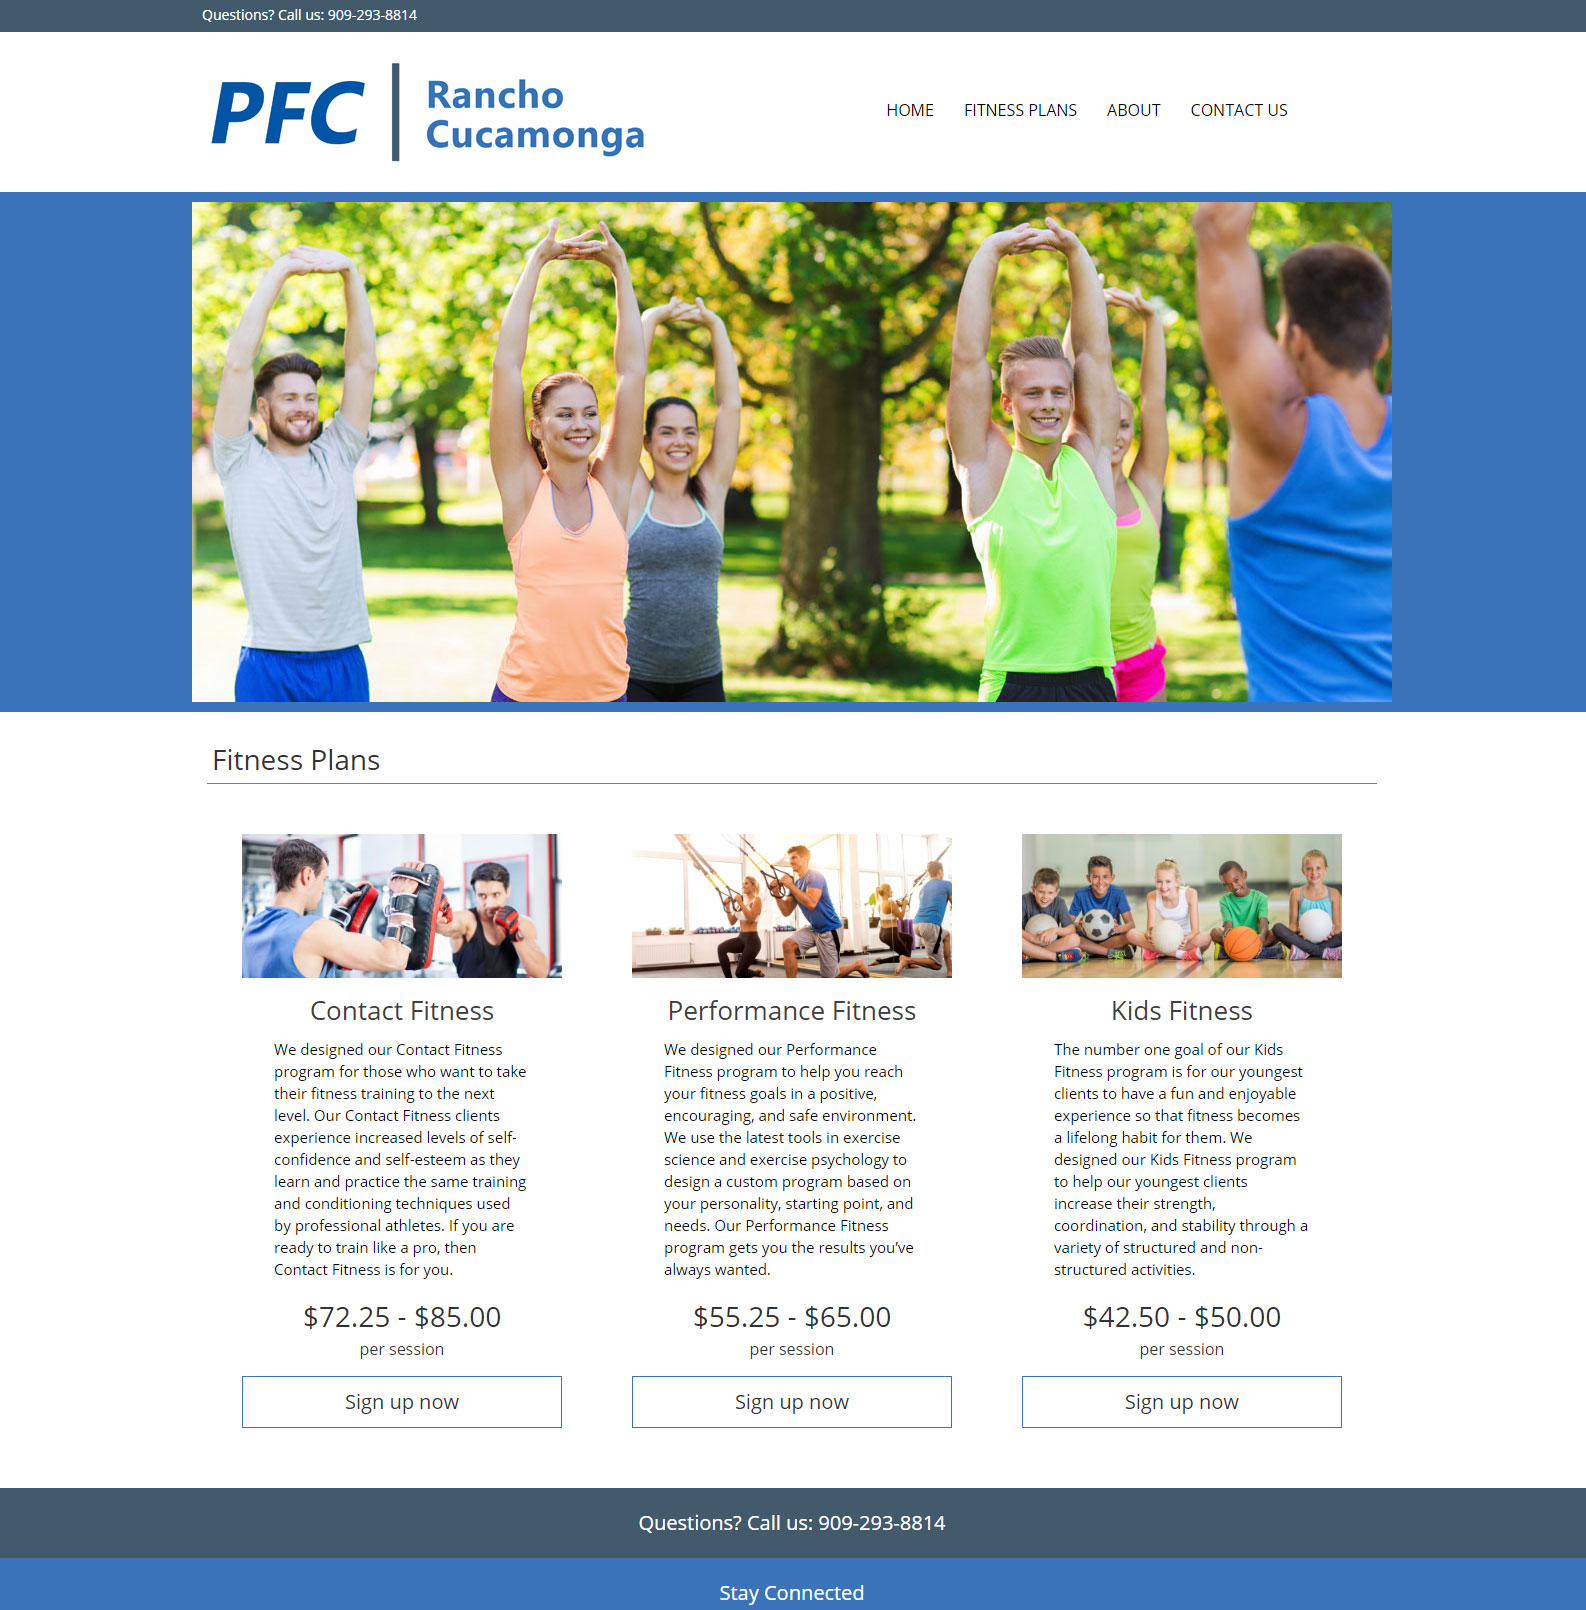 Questions? Call us: 909-293-8814
PFC
Rancho
Cucamonga
HOME FITNESS PLANS ABOUT CONTACT US
Fitness Plans
Contact Fitness
We designed our Contact Fitness
program for those who want to take
their fitness training to the next
level. Our Contact Fitness clients
experience increased levels of self-
confidence and self-esteem as they
learn and practice the same training
and conditioning techniques used
by professional athletes. If you are
ready to train like a pro, then
Contact Fitness is for you.
$72.25 - $85.00
per session
Sign up now
Performance Fitness
We designed our Performance
Fitness program to help you reach
your fitness goals in a positive,
encouraging, and safe environment.
We use the latest tools in exercise
science and exercise psychology to
design a custom program based on
your personality, starting point, and
needs. Our Performance Fitness
program gets you the results you’ve
always wanted.
$55.25 - $65.00
per session
Sign up now
Kids Fitness
The number one goal of our Kids
Fitness program is for our youngest
clients to have a fun and enjoyable
experience so that fitness becomes
a lifelong habit for them. We
designed our Kids Fitness program
to help our youngest clients
increase their strength,
coordination, and stability through a
variety of structured and non-
structured activities.
$42.50 - $50.00
per session
Sign up now
Questions? Call us: 909-293-8814
Stay Connected